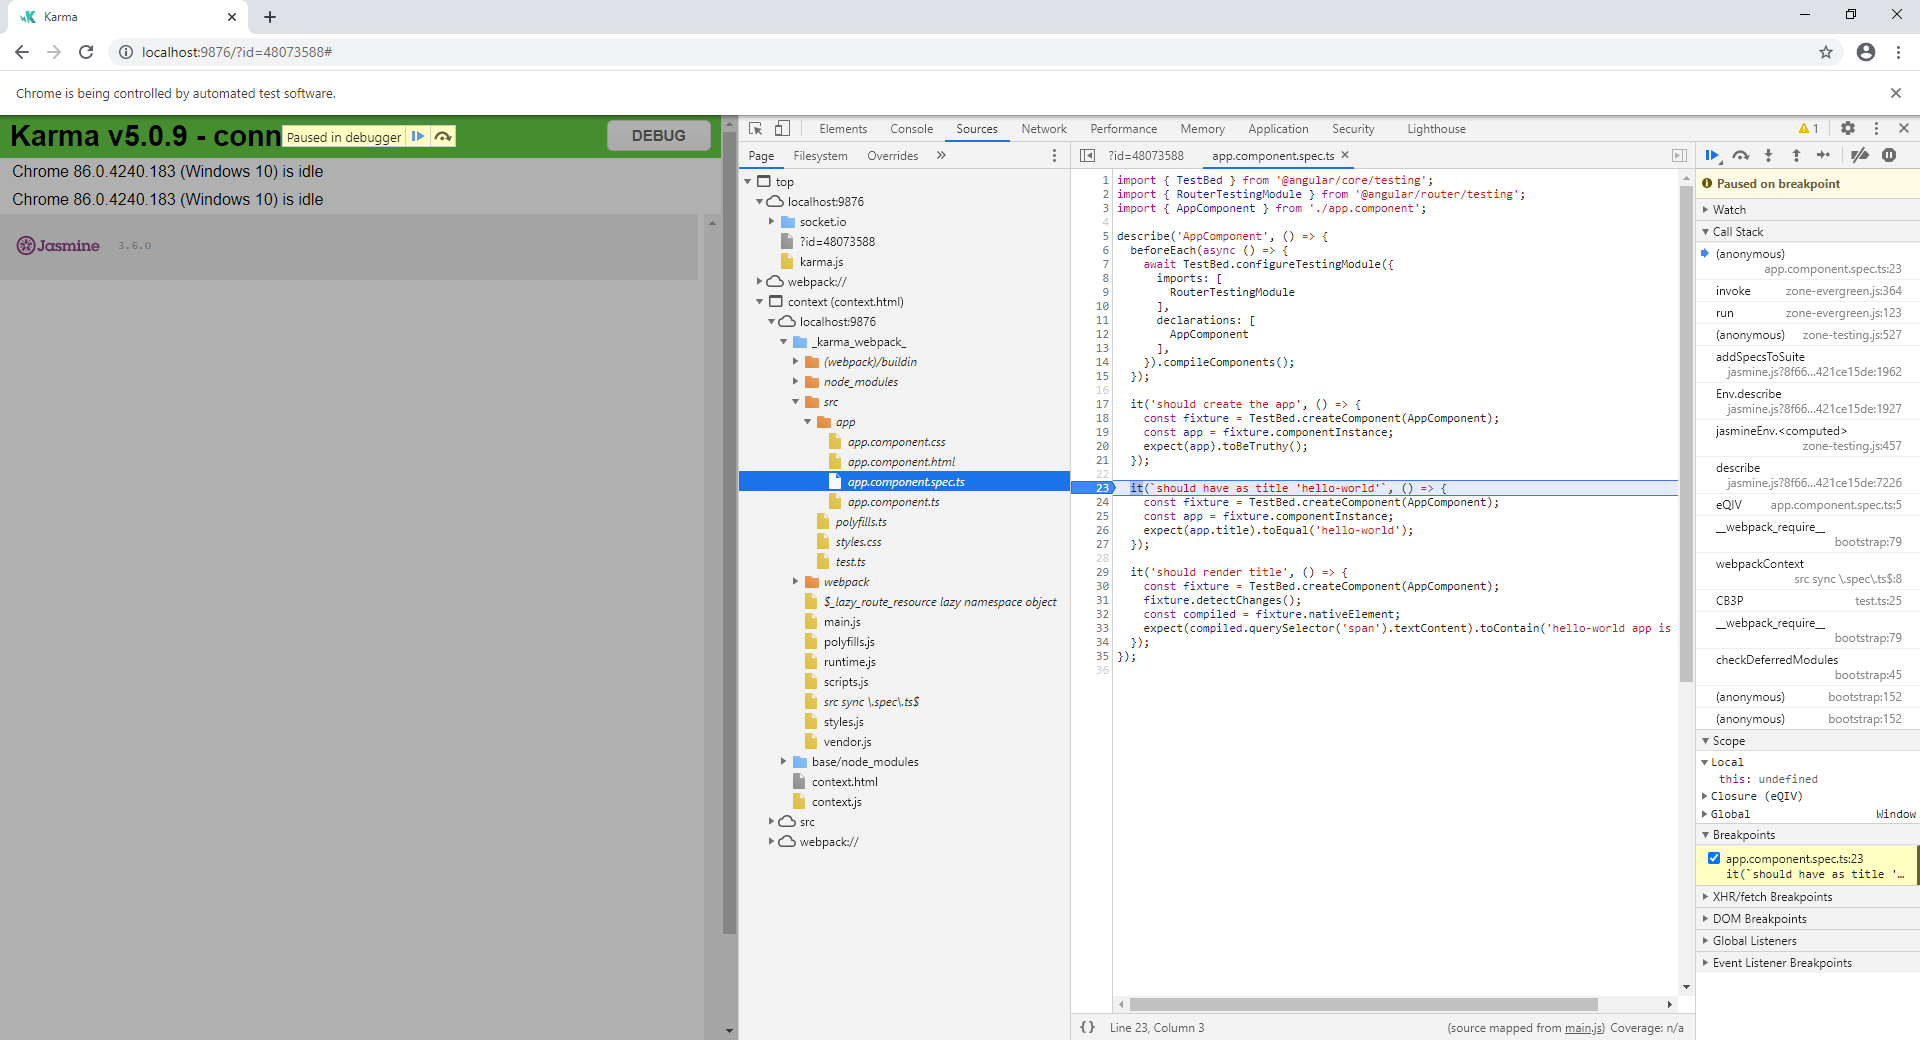 Karma
localhost:9876/?id=48073588#
Chrome is being controlled by automated test software.
Karma v5.0.9 - conn
Paused in debugger
DEBUG
Chrome 86.0.4240.183 (Windows 10) is idle
Chrome 86.0.4240.183 (Windows 10) is idle
Jasmine 3.6.0
Elements Console Sources Network Performance Memory Application Security Lighthouse 1
Page Filesystem Overrides »
top
localhost:9876
socket.io
?id=48073588
karma.js
webpack://
context (context.html)
localhost:9876
_karma_webpack_
(webpack)/buildin
node_modules
src
app
app.component.css
app.component.html
app.component.spec.ts
app.component.ts
polyfills.ts
styles.css
test.ts
webpack
$_lazy_route_resource lazy namespace object
main.js
polyfills.js
runtime.js
scripts.js
src sync \.spec\.ts$
styles.js
vendor.js
base/node_modules
context.html
context.js
src
webpack://
?id=48073588 app.component.spec.ts
1 import { TestBed } from '@angular/core/testing';
2 import { RouterTestingModule } from '@angular/router/testing';
3 import { AppComponent } from './app.component';
4
5 describe('AppComponent', () => {
6 beforeEach(async () => {
7 await TestBed.configureTestingModule({
8 imports: [
9 RouterTestingModule
10 ],
11 declarations: [
12 AppComponent
13 ],
14 }).compileComponents();
15 });
16
17 it('should create the app', () => {
18 const fixture = TestBed.createComponent(AppComponent);
19 const app = fixture.componentInstance;
20 expect(app).toBeTruthy();
21 });
22
23 it(`should have as title 'hello-world'`, () => {
24 const fixture = TestBed.createComponent(AppComponent);
25 const app = fixture.componentInstance;
26 expect(app.title).toEqual('hello-world');
27 });
28
29 it('should render title', () => {
30 const fixture = TestBed.createComponent(AppComponent);
31 fixture.detectChanges();
32 const compiled = fixture.nativeElement;
33 expect(compiled.querySelector('span').textContent).toContain('hello-world app is
34 });
35 });
36
{} Line 23, Column 3
(source mapped from main.js) Coverage: n/a
Paused on breakpoint
Watch
Call Stack
(anonymous)
app.component.spec.ts:23
invoke zone-evergreen.js:364
run zone-evergreen.js:123
(anonymous) zone-testing.js:527
addSpecsToSuite
jasmine.js?8f66...421ce15de:1962
Env.describe
jasmine.js?8f66...421ce15de:1927
jasmineEnv.<computed>
zone-testing.js:457
describe
jasmine.js?8f66...421ce15de:7226
eQIV app.component.spec.ts:5
__webpack_require__
bootstrap:79
webpackContext
src sync \.spec\.ts$:8
CB3P test.ts:25
__webpack_require__
bootstrap:79
checkDeferredModules
bootstrap:45
(anonymous) bootstrap:152
(anonymous) bootstrap:152
Scope
Local
this: undefined
Closure (eQIV)
Global Window
Breakpoints
app.component.spec.ts:23
it(`should have as title '…
XHR/fetch Breakpoints
DOM Breakpoints
Global Listeners
Event Listener Breakpoints